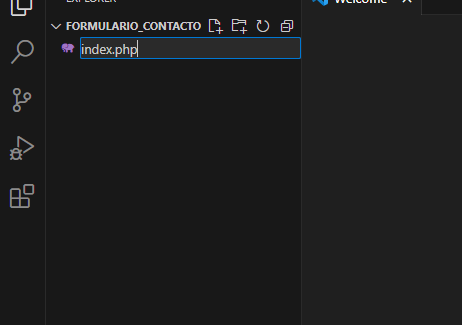 EXPLORER
Welcome
FORMULARIO_CONTACTO
index.php